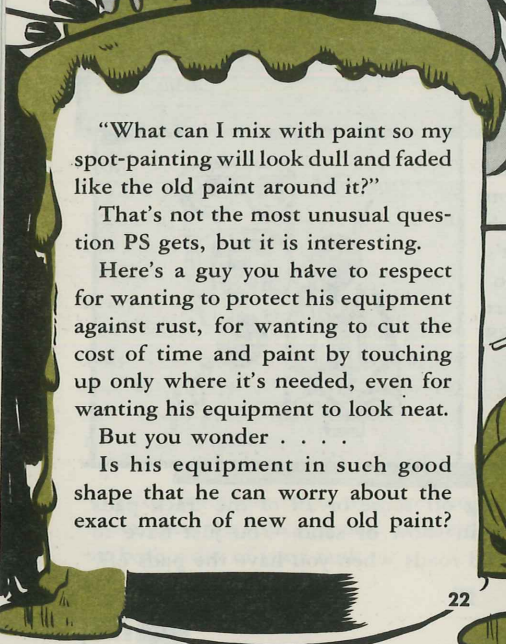 “What can I mix with paint so my
spot-painting will look dull and faded
like the old paint around it?”
That’s not the most unusual ques-
tion PS gets, but it is interesting.
Here’s a guy you have to respect
for wanting to protect his equipment
against rust, for wanting to cut the
cost of time and paint by touching
up only where it’s needed, even for
wanting his equipment to look neat.
But you wonder . . . .
Is his equipment in such good
shape that he can worry about the
exact match of new and old paint?
22